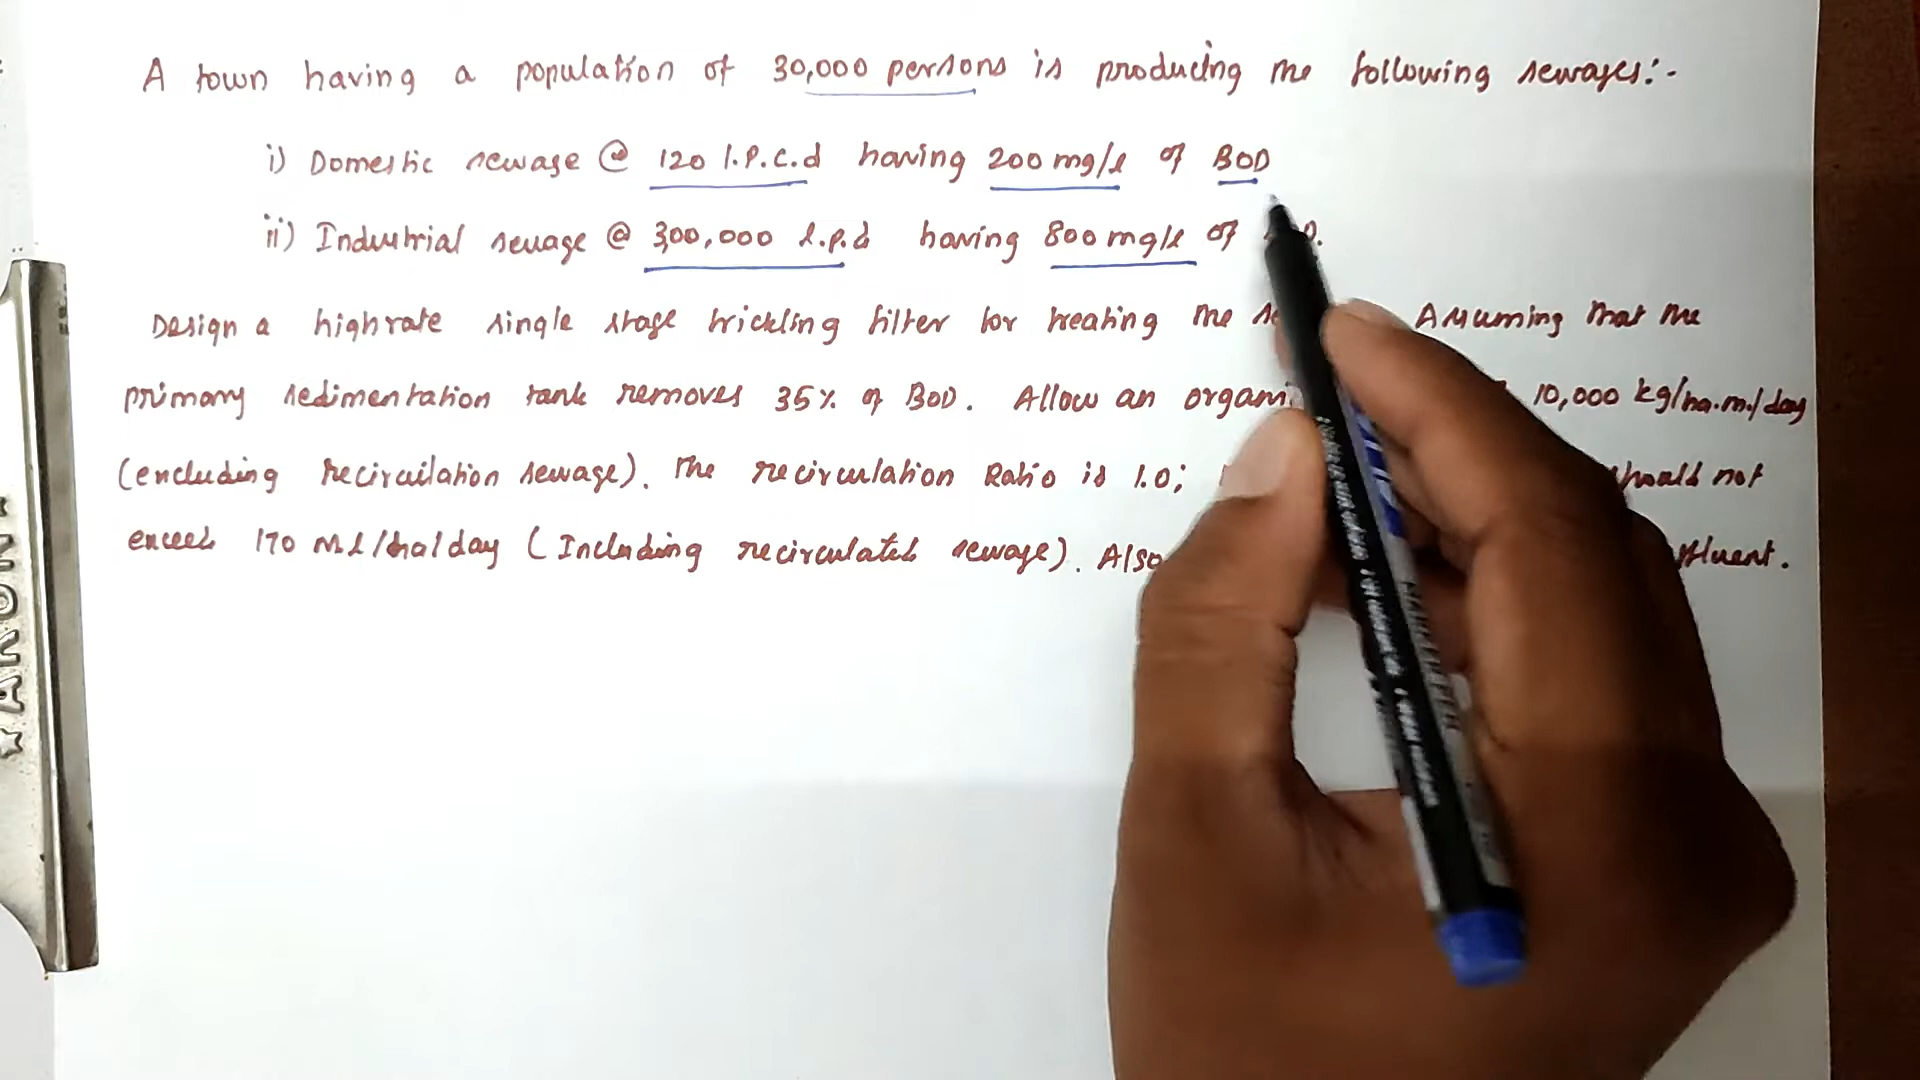 A town having a population of 30,000 persons is producing the following sewages:-
i) Domestic sewage @ 120 l.p.c.d having 200 mg/l of BOD
ii) Industrial sewage @ 3,00,000 l.p.d having 800 mg/l of
Design a highrate single stage trickling filter for treating the Assuming that the
primary sedimentation tank removes 35% of BOD. Allow an 10,000 kg/ha.m./day
(excluding recirculation sewage). The recirculation Ratio is 1.0; should not
exceed 170 M.l/ha/day (Including recirculated sewage). Also
★AKON★